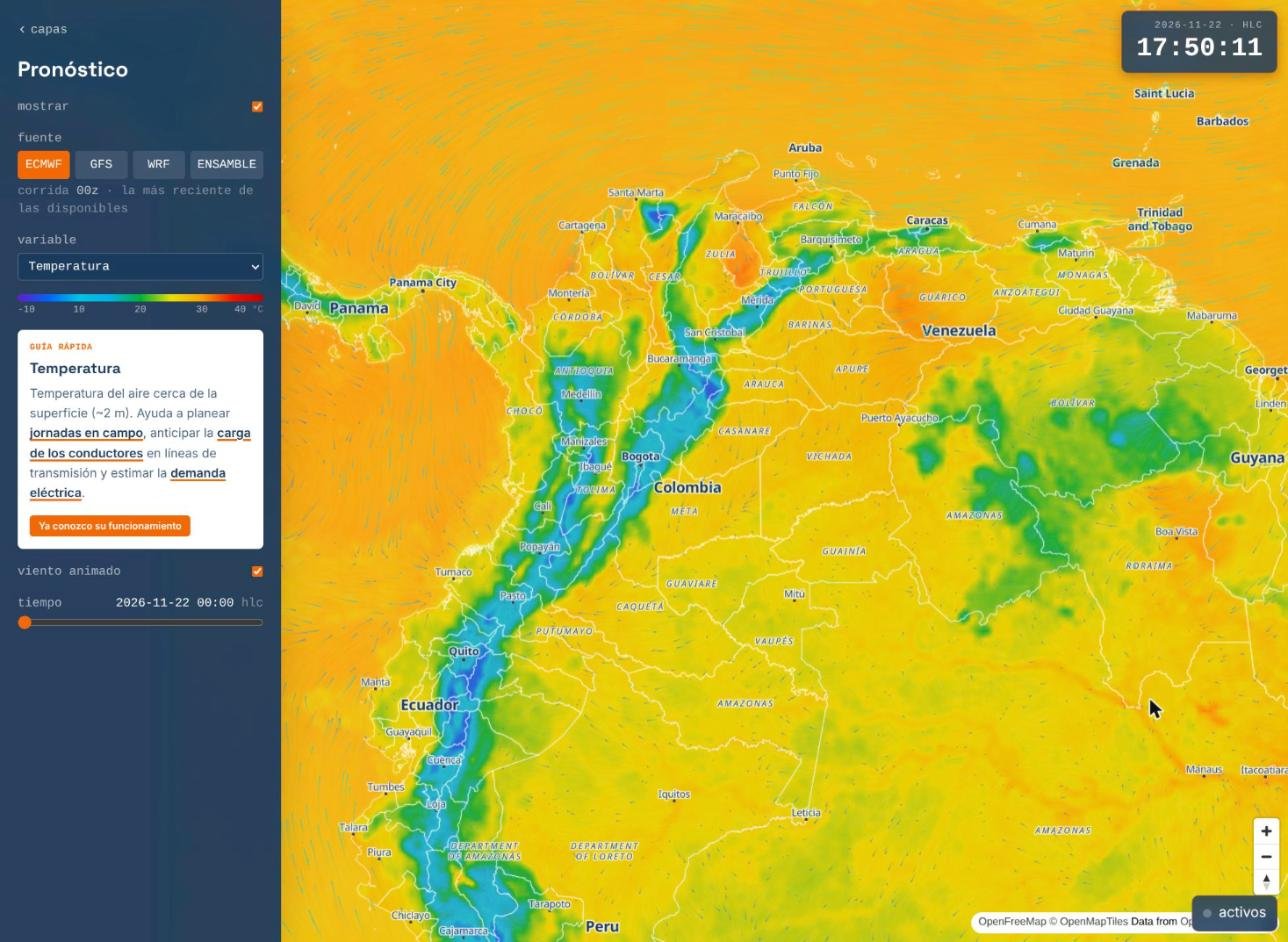 ‹ capas
Pronóstico
mostrar
fuente
ECMWF GFS WRF ENSAMBLE
corrida 00z · la más reciente de
las disponibles
variable
Temperatura
-10 10 20 30 40 °C
GUÍA RÁPIDA
Temperatura
Temperatura del aire cerca de la
superficie (~2 m). Ayuda a planear
jornadas en campo, anticipar la carga
de los conductores en líneas de
transmisión y estimar la demanda
eléctrica.
Ya conozco su funcionamiento
viento animado
tiempo 2026-11-22 00:00 hlc
2026-11-22 · HLC
17:50:11
Saint Lucia
Barbados
Aruba
Grenada
Punto Fijo
Santa Marta
FALCÓN
Maracaibo
Trinidad
and Tobago
Cartagena
Caracas
Cumana
Barquisimeto
ARAGUA
Maturin
ZULIA
BOLÍVAR
CESAR
TRUJILLO
MONAGAS
Panama City
PORTUGUESA
ANZOÁTEGUI
Montería
GUÁRICO
Mérida
David
Panama
Ciudad Guayana
CÓRDOBA
Mabaruma
BARINAS
San Cristobal
Venezuela
Bucaramanga
ANTIOQUIA
APURE
Georget
ARAUCA
Medellín
BOLÍVAR
Linden
CHOCÓ
Puerto Ayacucho
CASANARE
Manizales
Bogota
VICHADA
Guyana
Ibagué
Colombia
TOLIMA
Cali
META
AMAZONAS
Boa Vista
Popayán
GUAINÍA
RORAIMA
Tumaco
GUAVIARE
Pasto
Mitú
CAQUETÁ
PUTUMAYO
VAUPÉS
Quito
Manta
Ecuador
AMAZONAS
Guayaquil
Cuenca
Manaus
Itacoatiara
Tumbes
Iquitos
Loja
Leticia
Talara
AMAZONAS
Piura
DEPARTMENT
OF AMAZONAS
DEPARTMENT
OF LORETO
Tarapoto
Chiclayo
Peru
Cajamarca
+
−
activos
OpenFreeMap © OpenMapTiles Data from Op